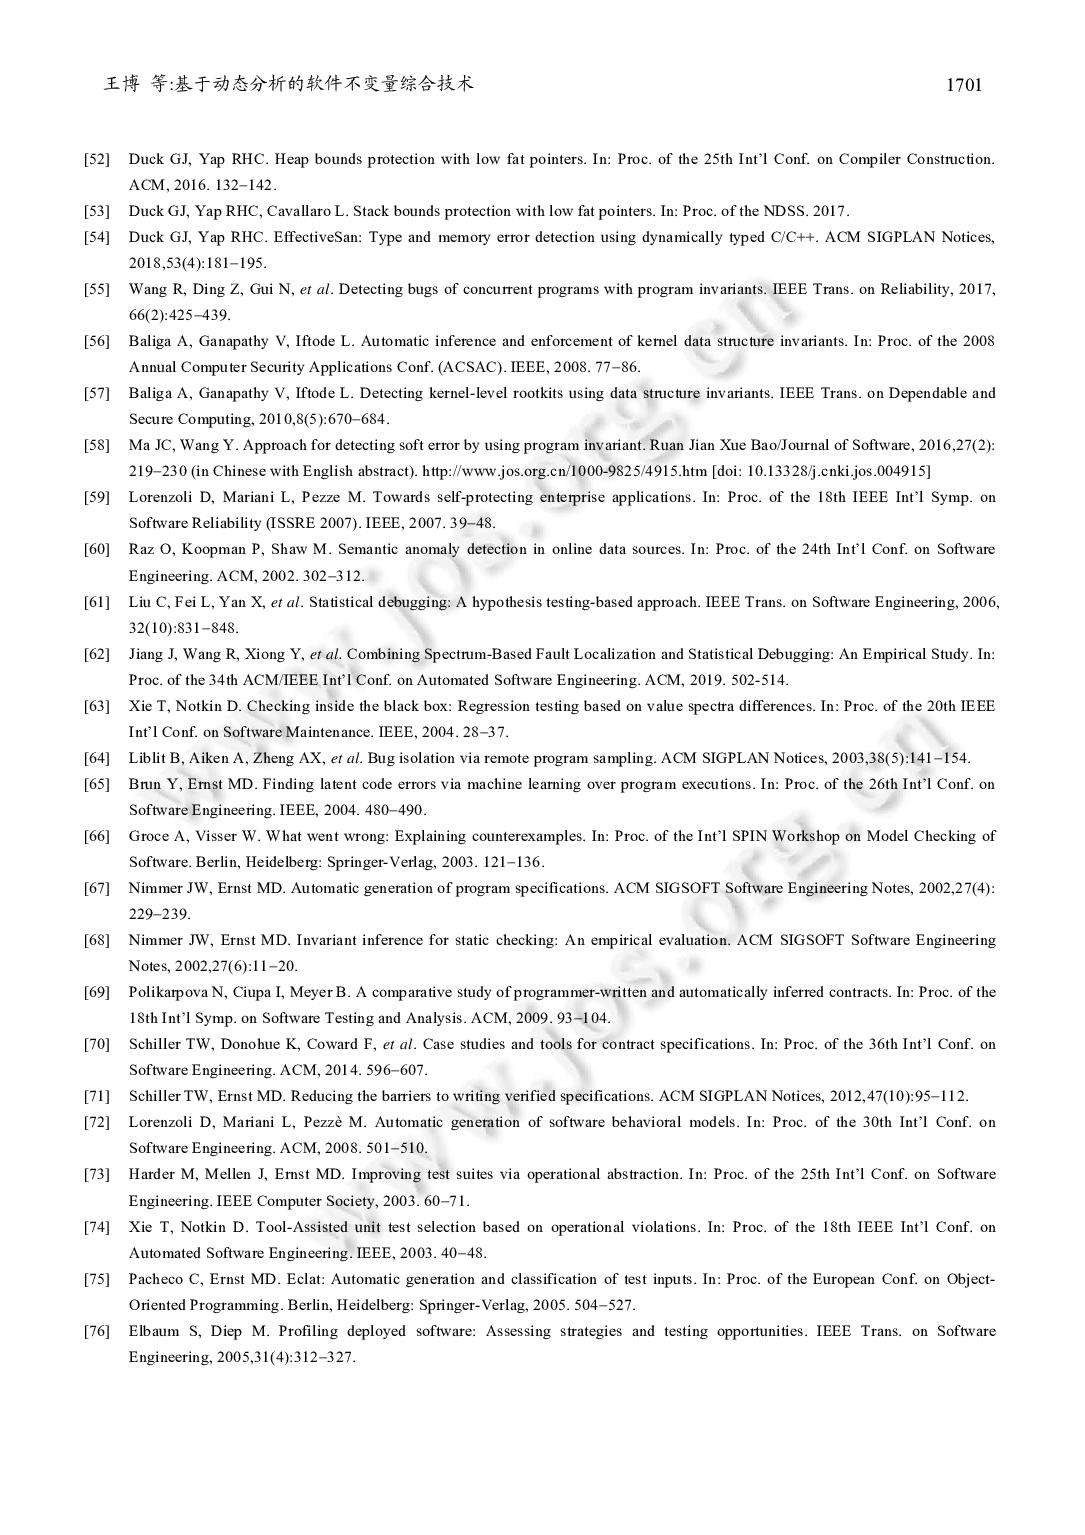 王博 等:基于动态分析的软件不变量综合技术 1701
[52] Duck GJ, Yap RHC. Heap bounds protection with low fat pointers. In: Proc. of the 25th Int’l Conf. on Compiler Construction.
ACM, 2016. 132−142.
[53] Duck GJ, Yap RHC, Cavallaro L. Stack bounds protection with low fat pointers. In: Proc. of the NDSS. 2017.
[54] Duck GJ, Yap RHC. EffectiveSan: Type and memory error detection using dynamically typed C/C++. ACM SIGPLAN Notices,
2018,53(4):181−195.
[55] Wang R, Ding Z, Gui N, et al. Detecting bugs of concurrent programs with program invariants. IEEE Trans. on Reliability, 2017,
66(2):425−439.
[56] Baliga A, Ganapathy V, Iftode L. Automatic inference and enforcement of kernel data structure invariants. In: Proc. of the 2008
Annual Computer Security Applications Conf. (ACSAC). IEEE, 2008. 77−86.
[57] Baliga A, Ganapathy V, Iftode L. Detecting kernel-level rootkits using data structure invariants. IEEE Trans. on Dependable and
Secure Computing, 2010,8(5):670−684.
[58] Ma JC, Wang Y. Approach for detecting soft error by using program invariant. Ruan Jian Xue Bao/Journal of Software, 2016,27(2):
219−230 (in Chinese with English abstract). http://www.jos.org.cn/1000-9825/4915.htm [doi: 10.13328/j.cnki.jos.004915]
[59] Lorenzoli D, Mariani L, Pezze M. Towards self-protecting enterprise applications. In: Proc. of the 18th IEEE Int’l Symp. on
Software Reliability (ISSRE 2007). IEEE, 2007. 39−48.
[60] Raz O, Koopman P, Shaw M. Semantic anomaly detection in online data sources. In: Proc. of the 24th Int’l Conf. on Software
Engineering. ACM, 2002. 302−312.
[61] Liu C, Fei L, Yan X, et al. Statistical debugging: A hypothesis testing-based approach. IEEE Trans. on Software Engineering, 2006,
32(10):831−848.
[62] Jiang J, Wang R, Xiong Y, et al. Combining Spectrum-Based Fault Localization and Statistical Debugging: An Empirical Study. In:
Proc. of the 34th ACM/IEEE Int’l Conf. on Automated Software Engineering. ACM, 2019. 502-514.
[63] Xie T, Notkin D. Checking inside the black box: Regression testing based on value spectra differences. In: Proc. of the 20th IEEE
Int’l Conf. on Software Maintenance. IEEE, 2004. 28−37.
[64] Liblit B, Aiken A, Zheng AX, et al. Bug isolation via remote program sampling. ACM SIGPLAN Notices, 2003,38(5):141−154.
[65] Brun Y, Ernst MD. Finding latent code errors via machine learning over program executions. In: Proc. of the 26th Int’l Conf. on
Software Engineering. IEEE, 2004. 480−490.
[66] Groce A, Visser W. What went wrong: Explaining counterexamples. In: Proc. of the Int’l SPIN Workshop on Model Checking of
Software. Berlin, Heidelberg: Springer-Verlag, 2003. 121−136.
[67] Nimmer JW, Ernst MD. Automatic generation of program specifications. ACM SIGSOFT Software Engineering Notes, 2002,27(4):
229−239.
[68] Nimmer JW, Ernst MD. Invariant inference for static checking: An empirical evaluation. ACM SIGSOFT Software Engineering
Notes, 2002,27(6):11−20.
[69] Polikarpova N, Ciupa I, Meyer B. A comparative study of programmer-written and automatically inferred contracts. In: Proc. of the
18th Int’l Symp. on Software Testing and Analysis. ACM, 2009. 93−104.
[70] Schiller TW, Donohue K, Coward F, et al. Case studies and tools for contract specifications. In: Proc. of the 36th Int’l Conf. on
Software Engineering. ACM, 2014. 596−607.
[71] Schiller TW, Ernst MD. Reducing the barriers to writing verified specifications. ACM SIGPLAN Notices, 2012,47(10):95−112.
[72] Lorenzoli D, Mariani L, Pezzè M. Automatic generation of software behavioral models. In: Proc. of the 30th Int’l Conf. on
Software Engineering. ACM, 2008. 501−510.
[73] Harder M, Mellen J, Ernst MD. Improving test suites via operational abstraction. In: Proc. of the 25th Int’l Conf. on Software
Engineering. IEEE Computer Society, 2003. 60−71.
[74] Xie T, Notkin D. Tool-Assisted unit test selection based on operational violations. In: Proc. of the 18th IEEE Int’l Conf. on
Automated Software Engineering. IEEE, 2003. 40−48.
[75] Pacheco C, Ernst MD. Eclat: Automatic generation and classification of test inputs. In: Proc. of the European Conf. on Object-
Oriented Programming. Berlin, Heidelberg: Springer-Verlag, 2005. 504−527.
[76] Elbaum S, Diep M. Profiling deployed software: Assessing strategies and testing opportunities. IEEE Trans. on Software
Engineering, 2005,31(4):312−327.
www.jos.org.cn
www.jos.org.cn